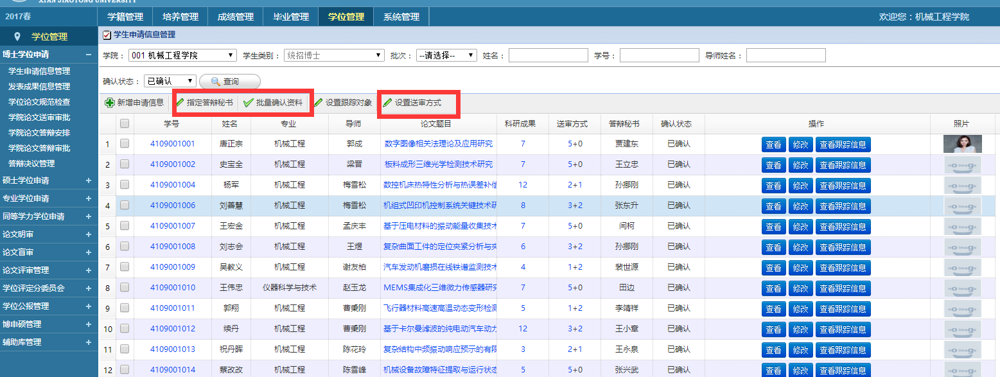 XIAN JIAOTONG UNIVERSITY
2017春 学籍管理 培养管理 成绩管理 毕业管理 学位管理 系统管理 欢迎您：机械工程学院
学位管理
博士学位申请 －
学生申请信息管理
发表成果信息管理
学位论文规范检查
学院论文送审审批
学院论文答辩安排
学院论文答辩审批
答辩决议管理
硕士学位申请 +
专业学位申请 +
同等学力学位申请 +
论文明审 +
论文盲审 +
论文评审管理 +
学位评定分委员会 +
学位公报管理 +
博申硕管理 +
辅助库管理 +
学生申请信息管理
学院： 001 机械工程学院 学生类别： 统招博士 批次： --请选择-- 姓名： 学号： 导师姓名：
确认状态： 已确认 查询
新增申请信息 指定答辩秘书 批量确认资料 设置跟踪对象 设置送审方式
学号 姓名 专业 导师 论文题目 科研成果 送审方式 答辩秘书 确认状态 操作 照片
1 4109001001 唐正宗 机械工程 郭成 数字图像相关法理论及应用研究 7 5+0 贾建东 已确认 查看 修改 查看跟踪信息
2 4109001002 史宝全 机械工程 梁晋 板料成形三维光学检测技术研究 7 5+0 王立忠 已确认 查看 修改 查看跟踪信息 no image
3 4109001004 杨军 机械工程 梅雪松 数控机床热特性分析与热误差补偿 12 2+1 孙挪刚 已确认 查看 修改 查看跟踪信息 no image
4 4109001006 刘善慧 机械工程 梅雪松 机组式凹印机控制系统关键技术研 8 3+2 张东升 已确认 查看 修改 查看跟踪信息 no image
5 4109001007 王宏金 机械工程 孟庆丰 基于压电材料的振动能量收集技术 7 5+0 闫柯 已确认 查看 修改 查看跟踪信息 no image
6 4109001008 刘志会 机械工程 王煜 复杂曲面工件的定位夹紧分析与实 6 3+2 孙挪刚 已确认 查看 修改 查看跟踪信息 no image
7 4109001009 吴教义 机械工程 谢友柏 汽车发动机磨损在线铁谱监测技术 4 1+2 裴世源 已确认 查看 修改 查看跟踪信息 no image
8 4109001010 王伟忠 仪器科学与技术 赵玉龙 MEMS集成化三维微力传感器研究 7 5+0 田边 已确认 查看 修改 查看跟踪信息 no image
9 4109001011 郭翔 机械工程 曹秉刚 飞行器材料高速高温动态变形检测 5 1+2 李靖祥 已确认 查看 修改 查看跟踪信息 no image
10 4109001012 续丹 机械工程 曹秉刚 基于卡尔曼滤波的纯电动汽车动力 12 3+2 王小章 已确认 查看 修改 查看跟踪信息 no image
11 4109001013 祝丹晖 机械工程 陈花玲 复杂结构中频振动响应预示的有限 3 2+1 王永泉 已确认 查看 修改 查看跟踪信息 no image
12 4109001014 蔡改改 机械工程 陈雪峰 机械设备故障特征提取与运行状态 5 5+0 张兴武 已确认 查看 修改 查看跟踪信息 no image